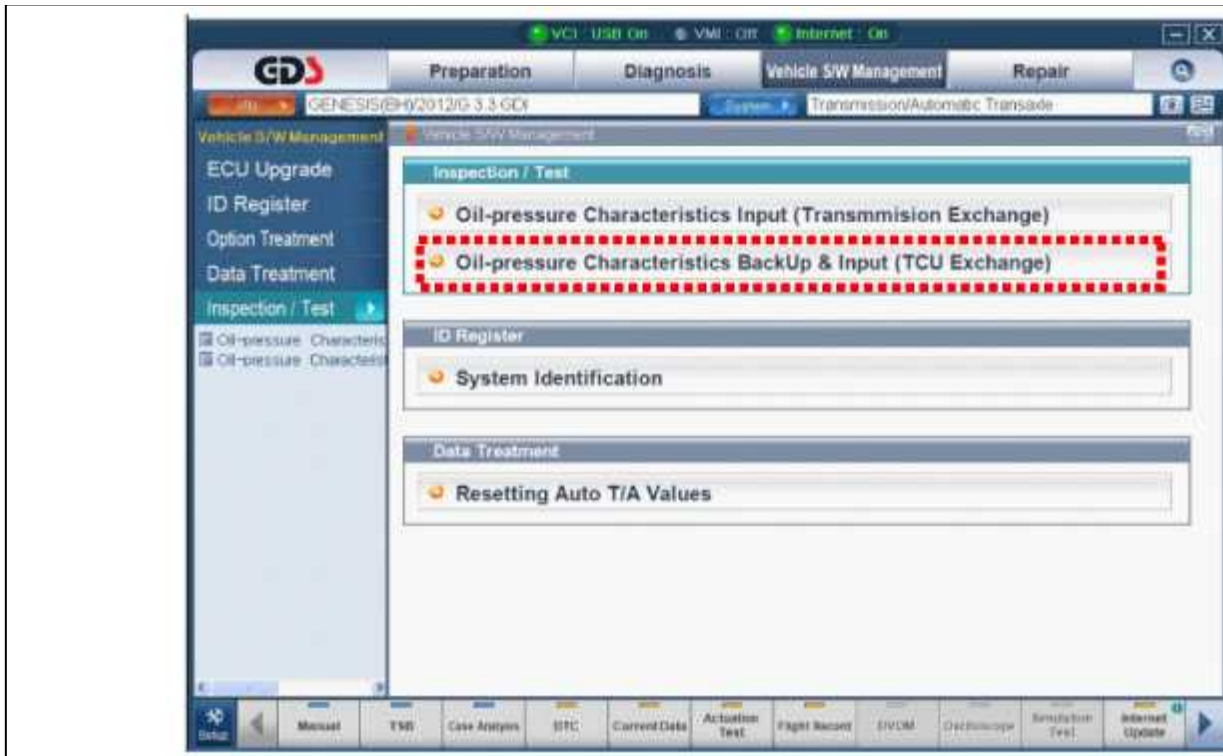 VCI : USB On VMI : Off Internet : On
GDS
Preparation
Diagnosis
Vehicle S/W Management
Repair
GENESIS(BH)/2012/G 3.3 GDI
System
Transmission/Automatic Transaxle
Vehicle S/W Management
Vehicle S/W Management
ECU Upgrade
ID Register
Option Treatment
Data Treatment
Inspection / Test
Oil-pressure Characteris
Oil-pressure Characterist
Inspection / Test
Oil-pressure Characteristics Input (Transmmision Exchange)
Oil-pressure Characteristics BackUp & Input (TCU Exchange)
ID Register
System Identification
Data Treatment
Resetting Auto T/A Values
Setup
Manual
TSB
Case Analysis
DTC
Current Data
Actuation
Test
Flight Record
DVOM
Oscilloscope
Simulation
Test
Internet
Update